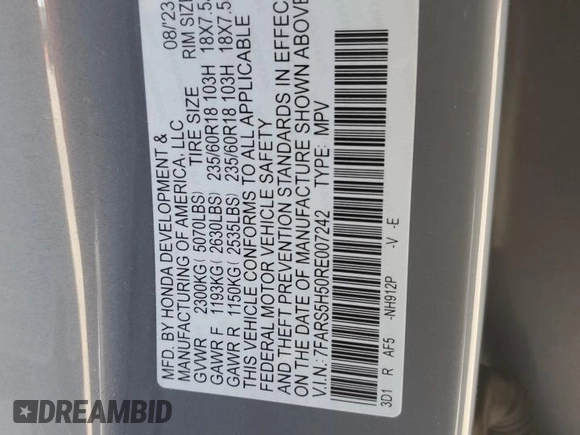 MFD. BY HONDA DEVELOPMENT & 08/'23
MANUFACTURING OF AMERICA, LLC
GVWR 2300KG ( 5070LBS) TIRE SIZE RIM SIZE
GAWR F 1193KG ( 2630LBS) 235/60R18 103H 18X7.5
GAWR R 1150KG ( 2535LBS) 235/60R18 103H 18X7.5
THIS VEHICLE CONFORMS TO ALL APPLICABLE
FEDERAL MOTOR VEHICLE SAFETY
AND THEFT PREVENTION STANDARDS IN EFFEC
ON THE DATE OF MANUFACTURE SHOWN ABOVE
V.I.N.: 7FARS5H50RE007242 TYPE: MPV
3D1 R AF5 -NH912P -V -E
DREAMBID